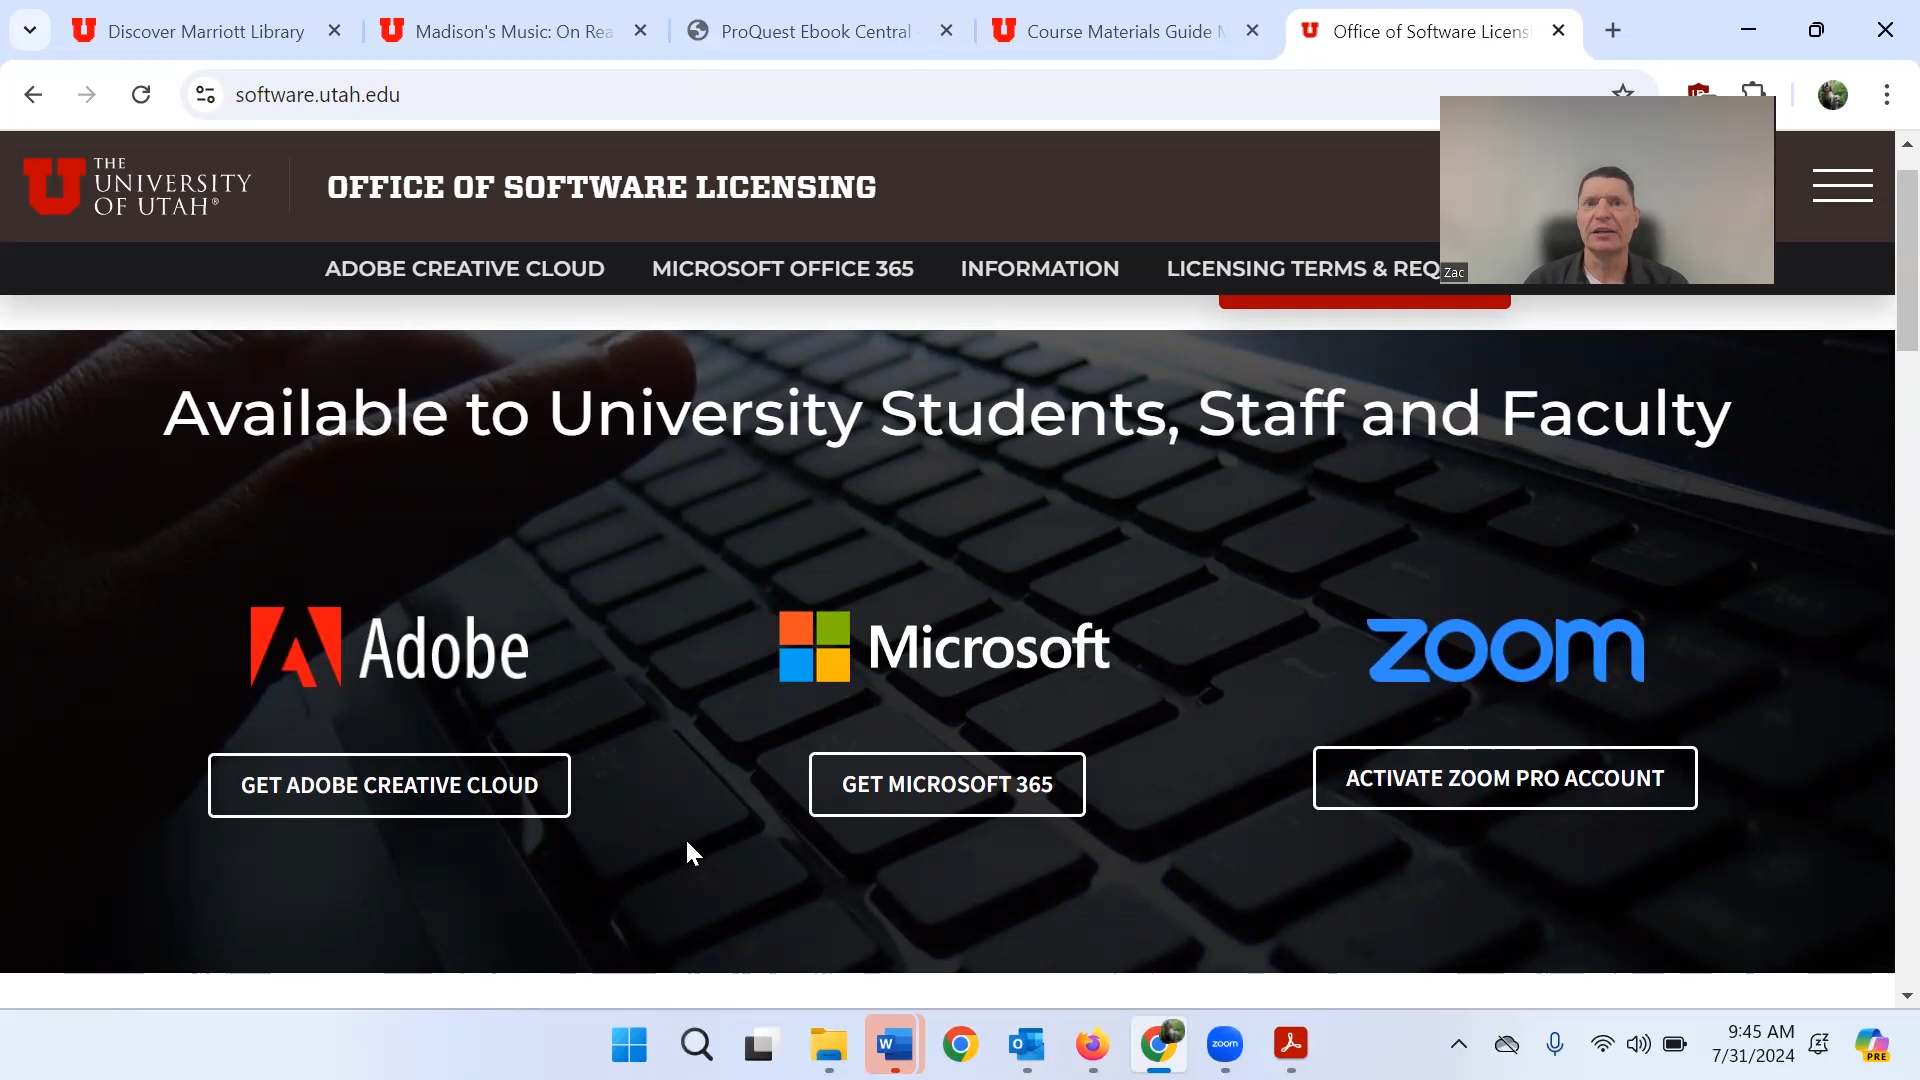 Discover Marriott Library
Madison's Music: On Rea
ProQuest Ebook Central
Course Materials Guide M
Office of Software Licens
software.utah.edu
THE
UNIVERSITY
OF UTAH®
OFFICE OF SOFTWARE LICENSING
ADOBE CREATIVE CLOUD
MICROSOFT OFFICE 365
INFORMATION
LICENSING TERMS & REQ
Zac
Available to University Students, Staff and Faculty
Adobe
Microsoft
zoom
GET ADOBE CREATIVE CLOUD
GET MICROSOFT 365
ACTIVATE ZOOM PRO ACCOUNT
zoom
9:45 AM
7/31/2024
PRE